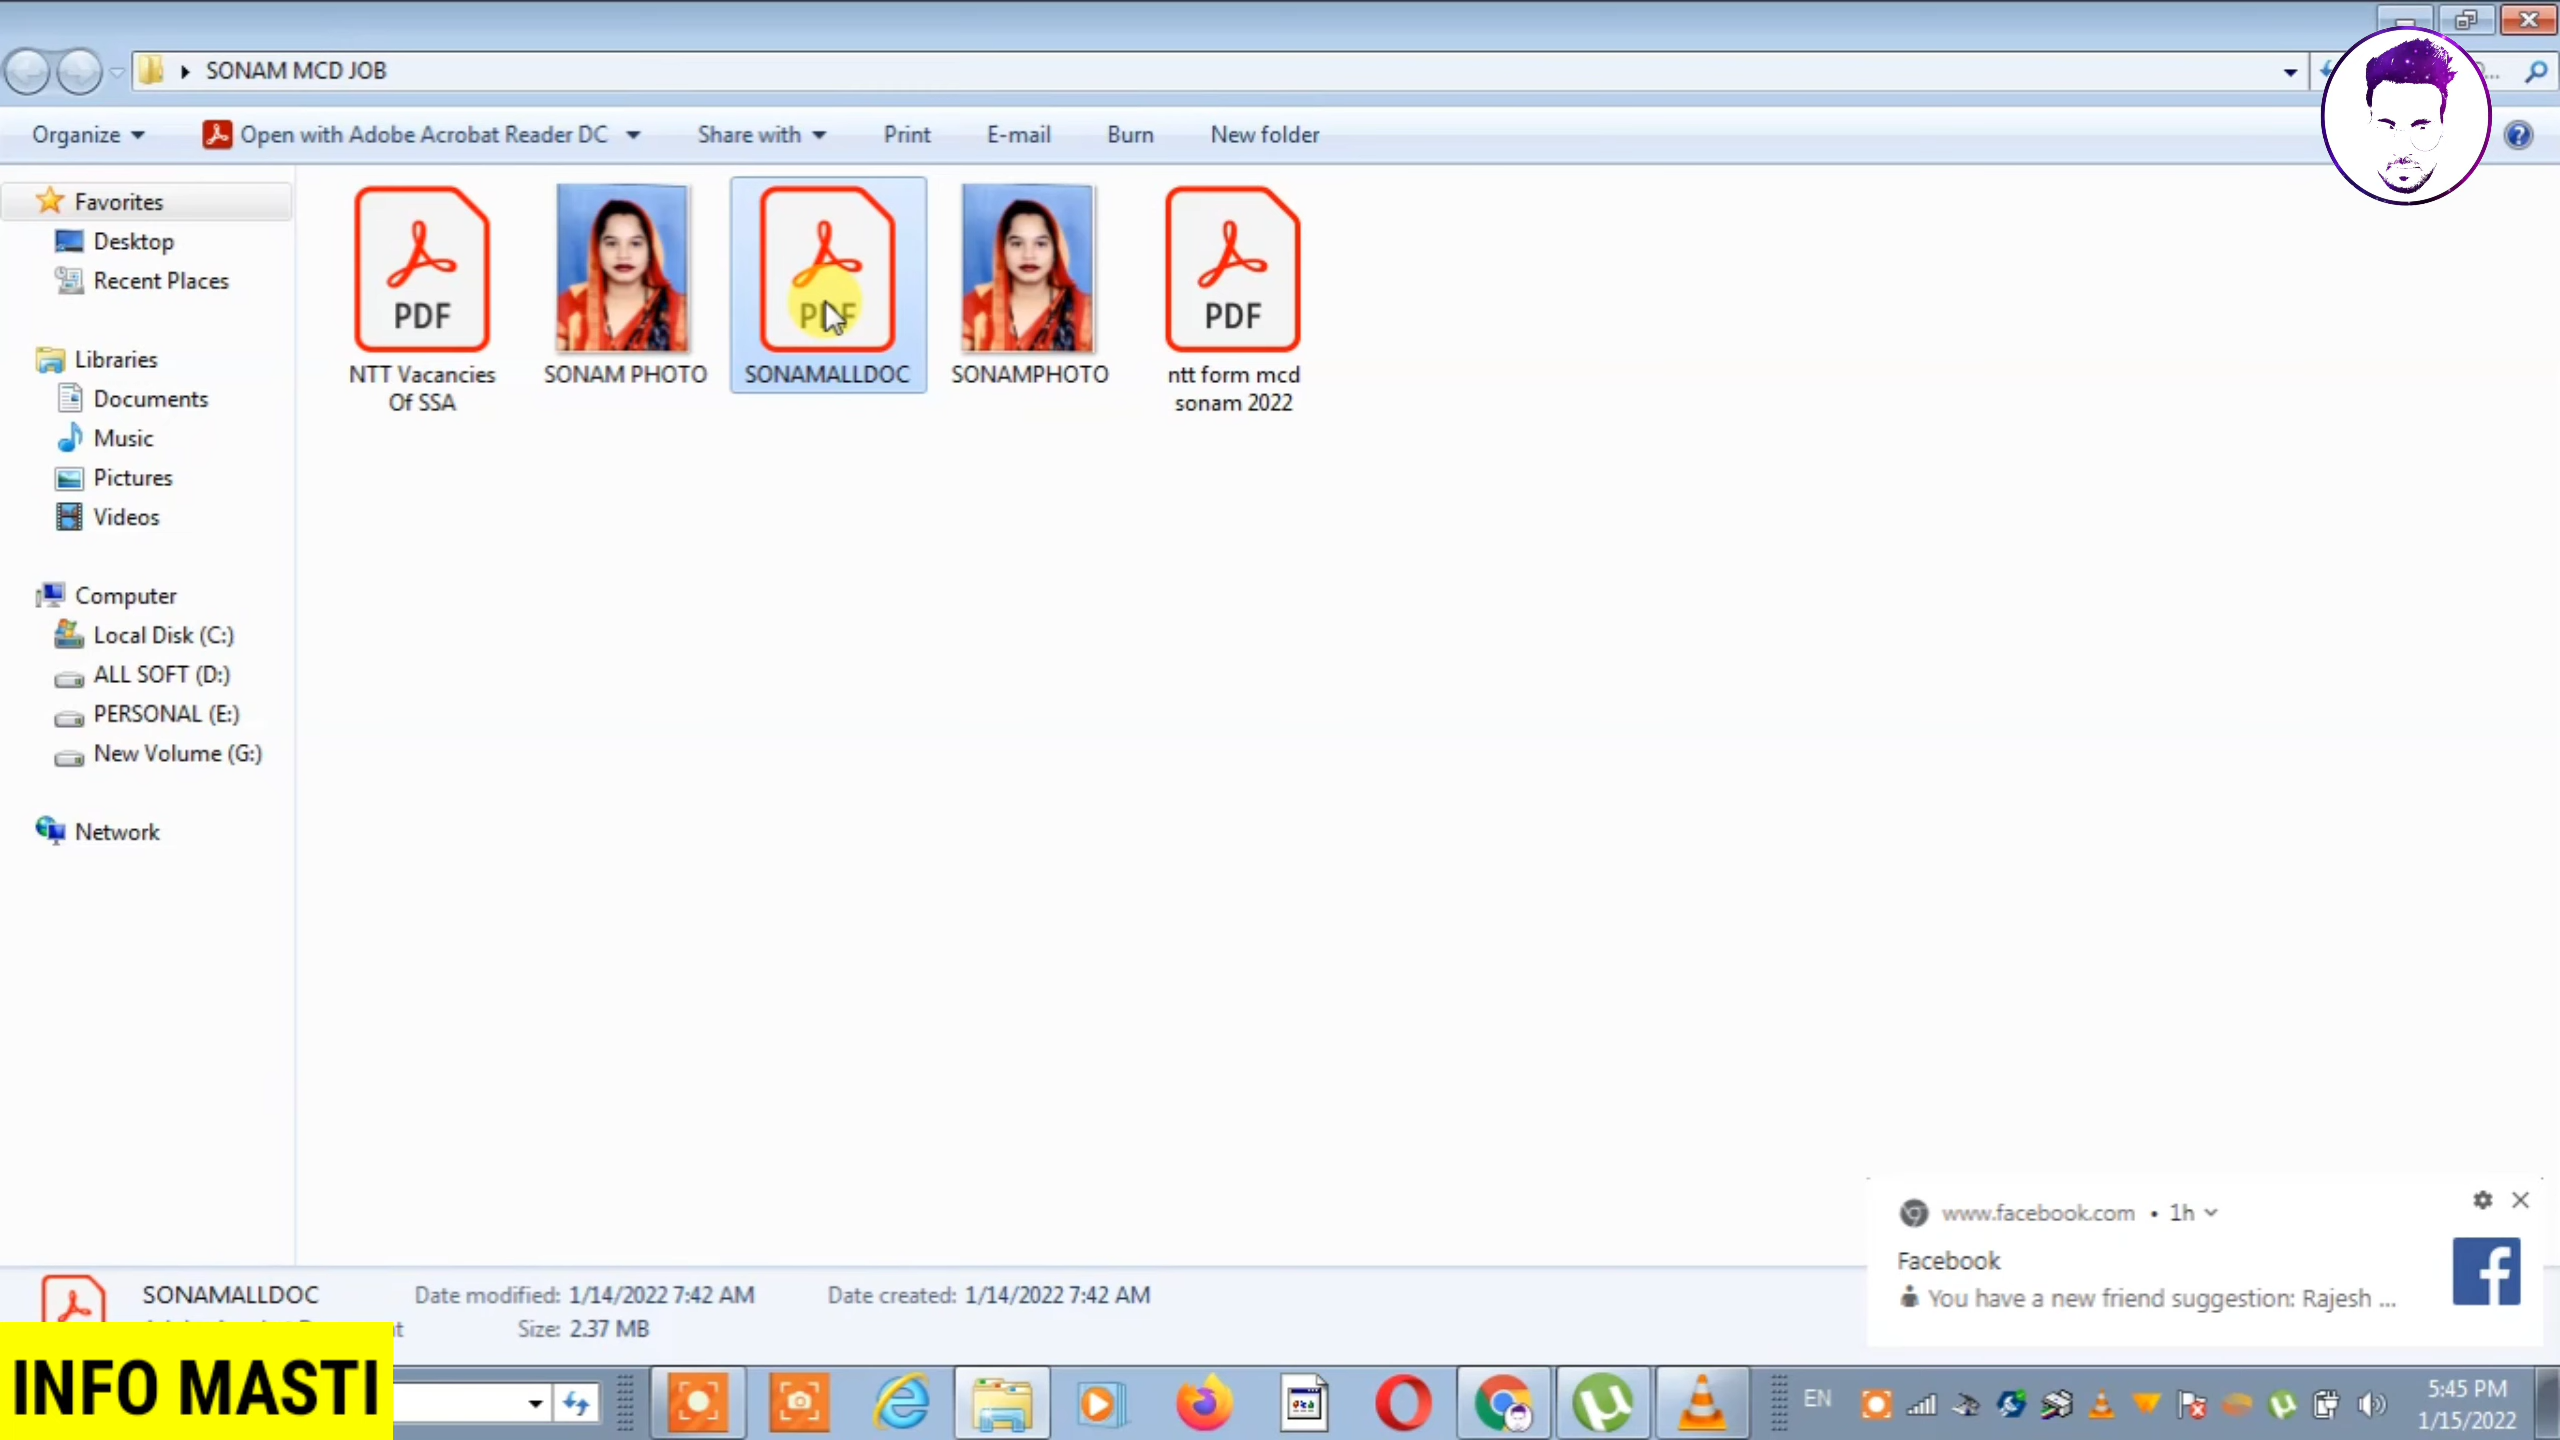 SONAM MCD JOB
Organize
Open with Adobe Acrobat Reader DC
Share with
Print
E-mail
Burn
New folder
Favorites
Desktop
Recent Places
Libraries
Documents
Music
Pictures
Videos
Computer
Local Disk (C:)
ALL SOFT (D:)
PERSONAL (E:)
New Volume (G:)
Network
PDF
NTT Vacancies
Of SSA
SONAM PHOTO
PDF
SONAMALLDOC
SONAMPHOTO
PDF
ntt form mcd
sonam 2022
www.facebook.com • 1h
Facebook
You have a new friend suggestion: Rajesh ...
SONAMALLDOC
Date modified: 1/14/2022 7:42 AM
Date created: 1/14/2022 7:42 AM
Size: 2.37 MB
INFO MASTI
EN
5:45 PM
1/15/2022